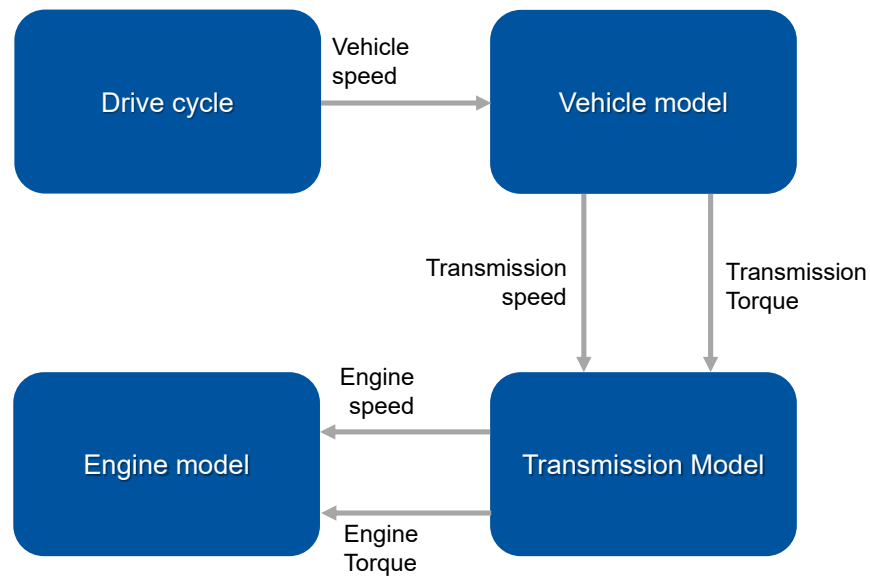 Drive cycle
Vehicle
speed
Vehicle model
Transmission
speed
Transmission
Torque
Engine
speed
Engine model
Transmission Model
Engine
Torque